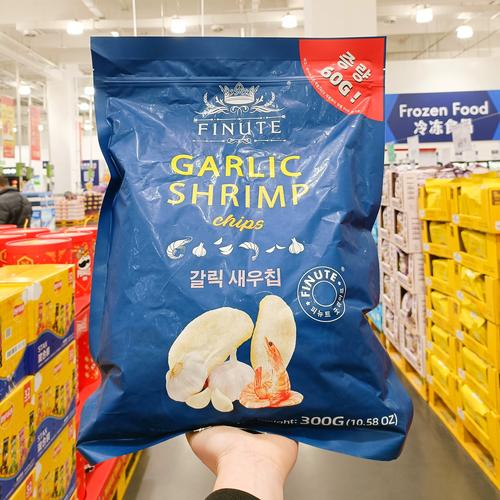 증량
60G!
FINUTE
GARLIC
SHRIMP
chips
갈릭 새우칩
FINUTE
300G (10.58 OZ)
Frozen Food
冷冻食品